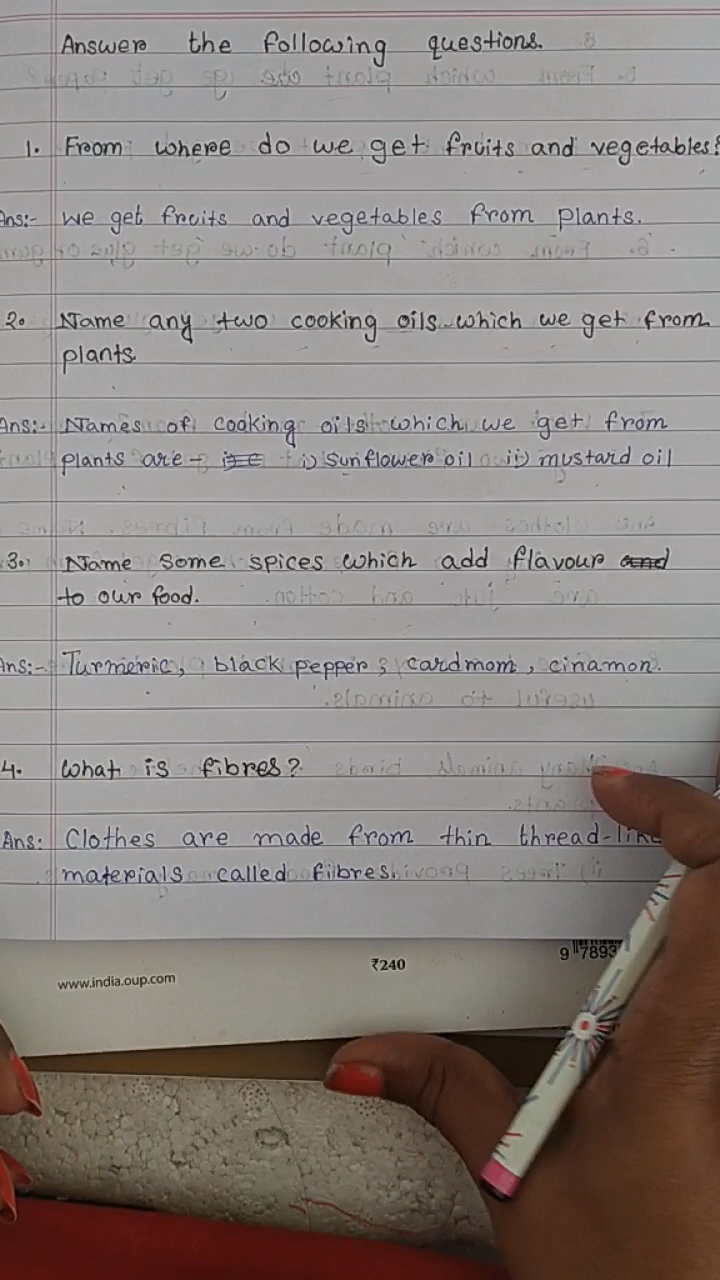 Answer the following questions.
1. From where do we get fruits and vegetables?
Ans:- We get fruits and vegetables from plants.
2. Name any two cooking oils which we get from
plants.
Ans:- Names of cooking oils which we get from
plants are - i) sunflower oil ii) mustard oil
3. Name some spices which add flavour and
to our food.
Ans:- Turmeric, black pepper, cardmom, cinamon.
4. What is fibres?
Ans: Clothes are made from thin thread-like
materials called fibres.
www.india.oup.com
₹240
9 7893